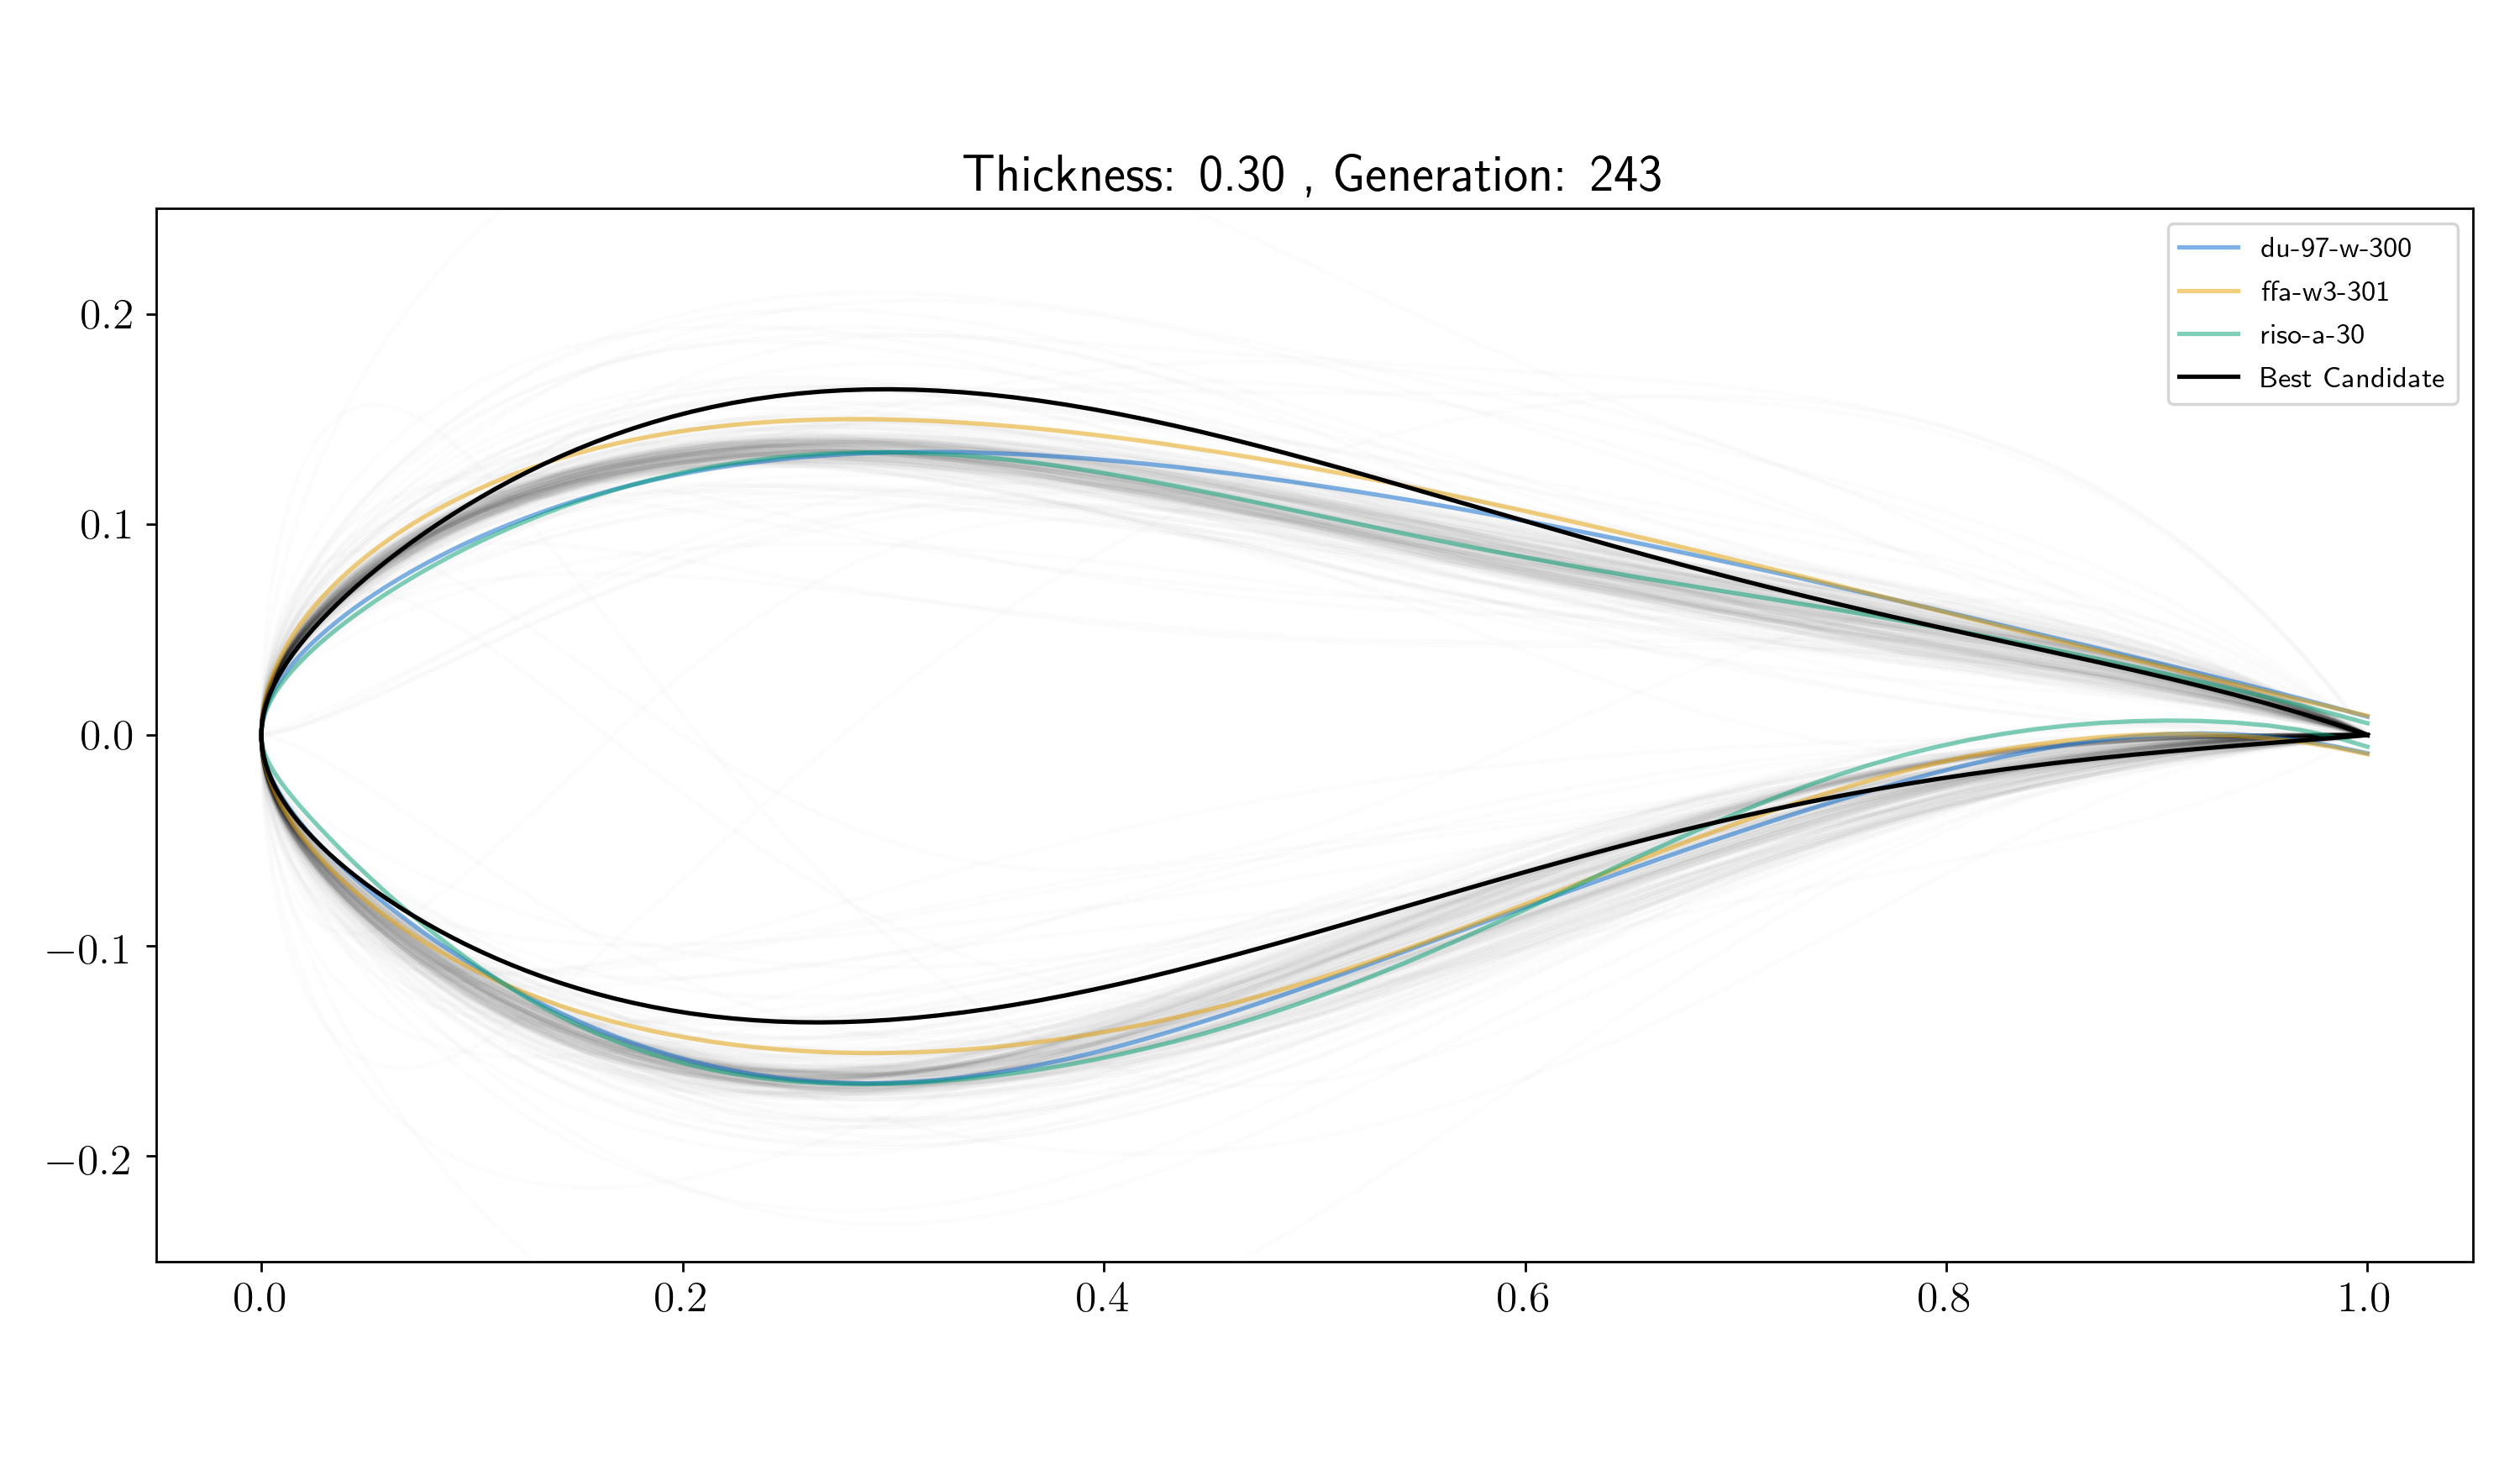 Thickness: 0.30 , Generation: 243
du-97-w-300
ffa-w3-301
riso-a-30
Best Candidate
0.2
0.1
0.0
−0.1
−0.2
0.0 0.2 0.4 0.6 0.8 1.0